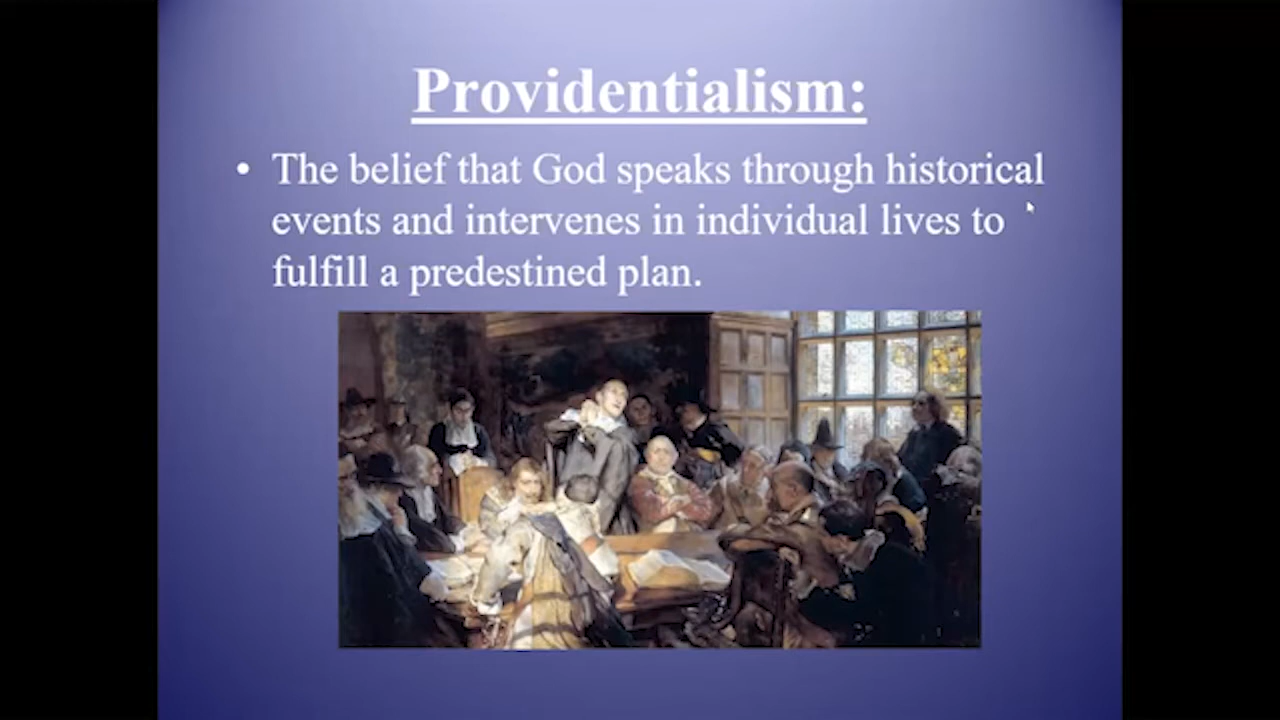 Providentialism:
• The belief that God speaks through historical
events and intervenes in individual lives to
fulfill a predestined plan.